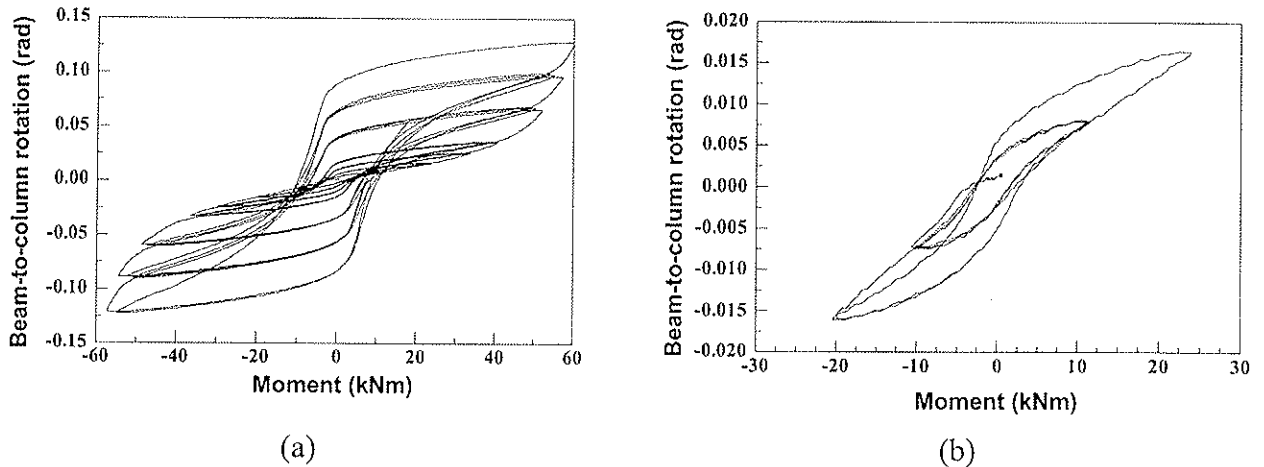 Beam-to-column rotation (rad)
0.15
0.10
0.05
0.00
-0.05
-0.10
-0.15
-60 -40 -20 0 20 40 60
Moment (kNm)
(a)
Beam-to-column rotation (rad)
0.020
0.015
0.010
0.005
0.000
-0.005
-0.010
-0.015
-0.020
-30 -20 -10 0 10 20 30
Moment (kNm)
(b)